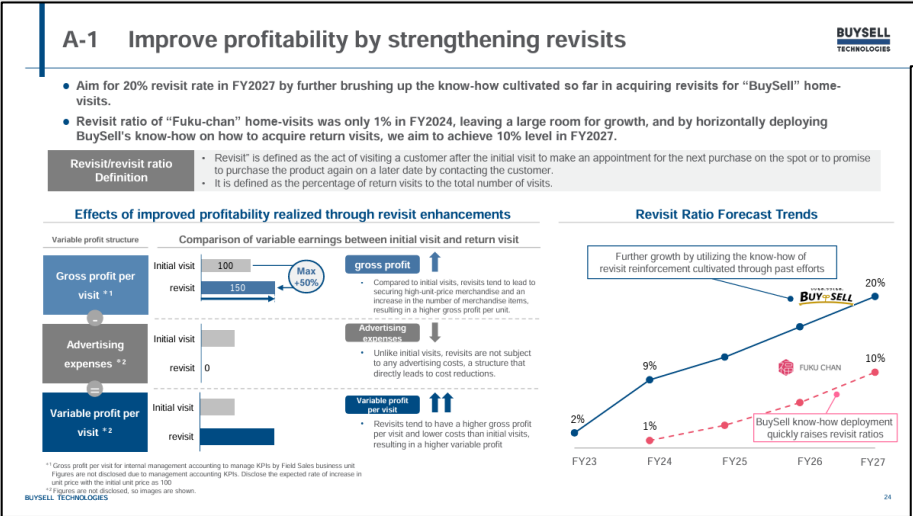 A-1 Improve profitability by strengthening revisits
BUYSELL
TECHNOLOGIES
● Aim for 20% revisit rate in FY2027 by further brushing up the know-how cultivated so far in acquiring revisits for “BuySell” home-
visits.
● Revisit ratio of “Fuku-chan” home-visits was only 1% in FY2024, leaving a large room for growth, and by horizontally deploying
BuySell's know-how on how to acquire return visits, we aim to achieve 10% level in FY2027.
Revisit/revisit ratio
Definition
• Revisit” is defined as the act of visiting a customer after the initial visit to make an appointment for the next purchase on the spot or to promise
to purchase the product again on a later date by contacting the customer.
• It is defined as the percentage of return visits to the total number of visits.
Effects of improved profitability realized through revisit enhancements
Variable profit structure
Comparison of variable earnings between initial visit and return visit
Gross profit per
visit *1
Initial visit
100
revisit
150
Max
+50%
gross profit
• Compared to initial visits, revisits tend to lead to
securing high-unit-price merchandise and an
increase in the number of merchandise items,
resulting in a higher gross profit per unit.
-
Advertising
expenses *2
Initial visit
revisit
0
Advertising
expenses
• Unlike initial visits, revisits are not subject
to any advertising costs, a structure that
directly leads to cost reductions.
=
Variable profit per
visit *2
Initial visit
revisit
Variable profit
per visit
• Revisits tend to have a higher gross profit
per visit and lower costs than initial visits,
resulting in a higher variable profit
*1 Gross profit per visit for internal management accounting to manage KPIs by Field Sales business unit
Figures are not disclosed due to management accounting KPIs. Disclose the expected rate of increase in
unit price with the initial unit price as 100
*2 Figures are not disclosed, so images are shown.
Revisit Ratio Forecast Trends
Further growth by utilizing the know-how of
revisit reinforcement cultivated through past efforts
20%
BUYSELL
10%
FUKU CHAN
9%
2%
1%
BuySell know-how deployment
quickly raises revisit ratios
FY23
FY24
FY25
FY26
FY27
BUYSELL TECHNOLOGIES
24